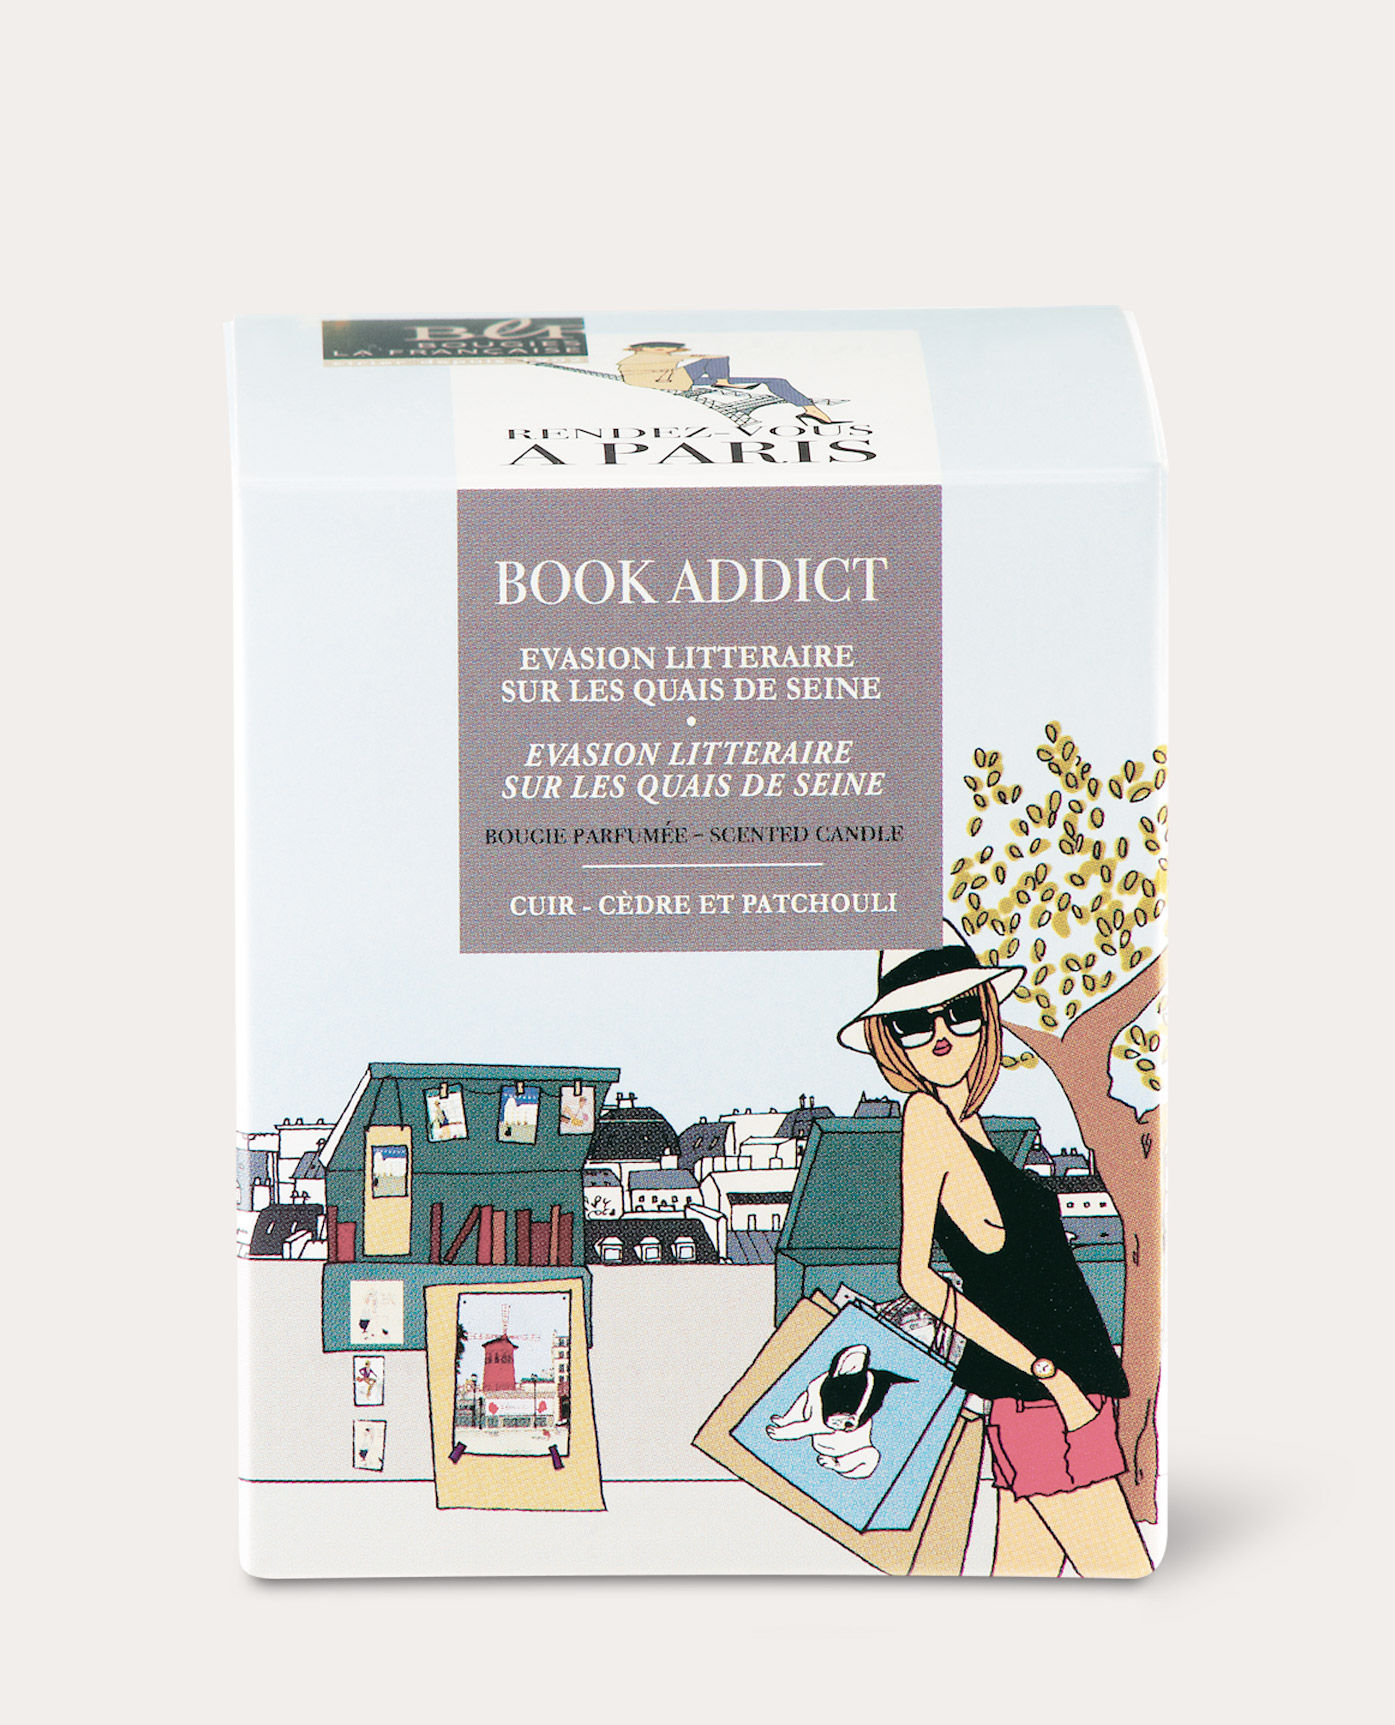 BLF
BOUGIES
LA FRANÇAISE
RENDEZ-VOUS
A PARIS
BOOK ADDICT
EVASION LITTERAIRE
SUR LES QUAIS DE SEINE
•
EVASION LITTERAIRE
SUR LES QUAIS DE SEINE
BOUGIE PARFUMÉE – SCENTED CANDLE
CUIR - CÈDRE ET PATCHOULI